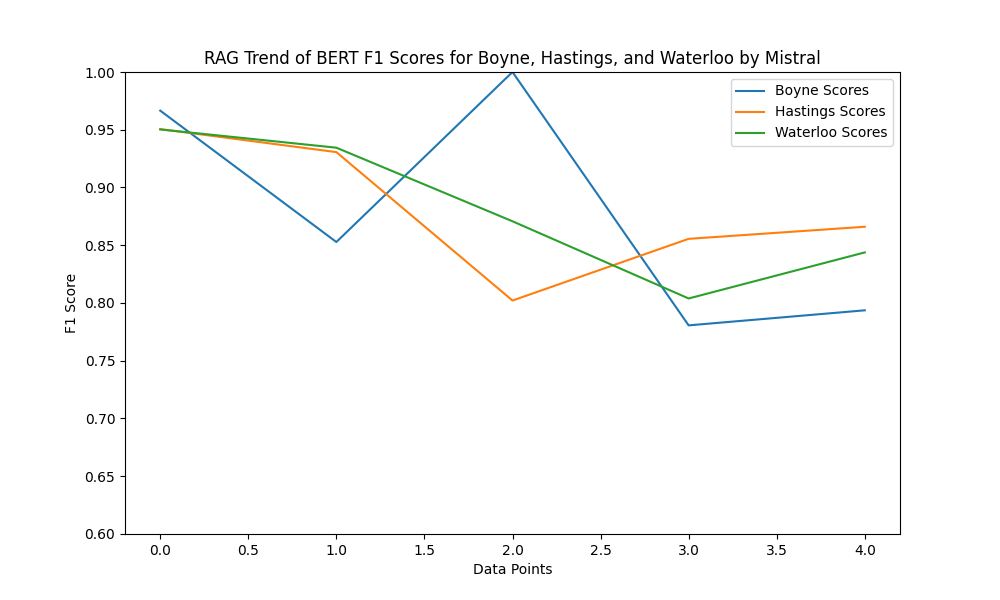 RAG Trend of BERT F1 Scores for Boyne, Hastings, and Waterloo by Mistral
Boyne Scores
Hastings Scores
Waterloo Scores
F1 Score
1.00
0.95
0.90
0.85
0.80
0.75
0.70
0.65
0.60
0.0 0.5 1.0 1.5 2.0 2.5 3.0 3.5 4.0
Data Points